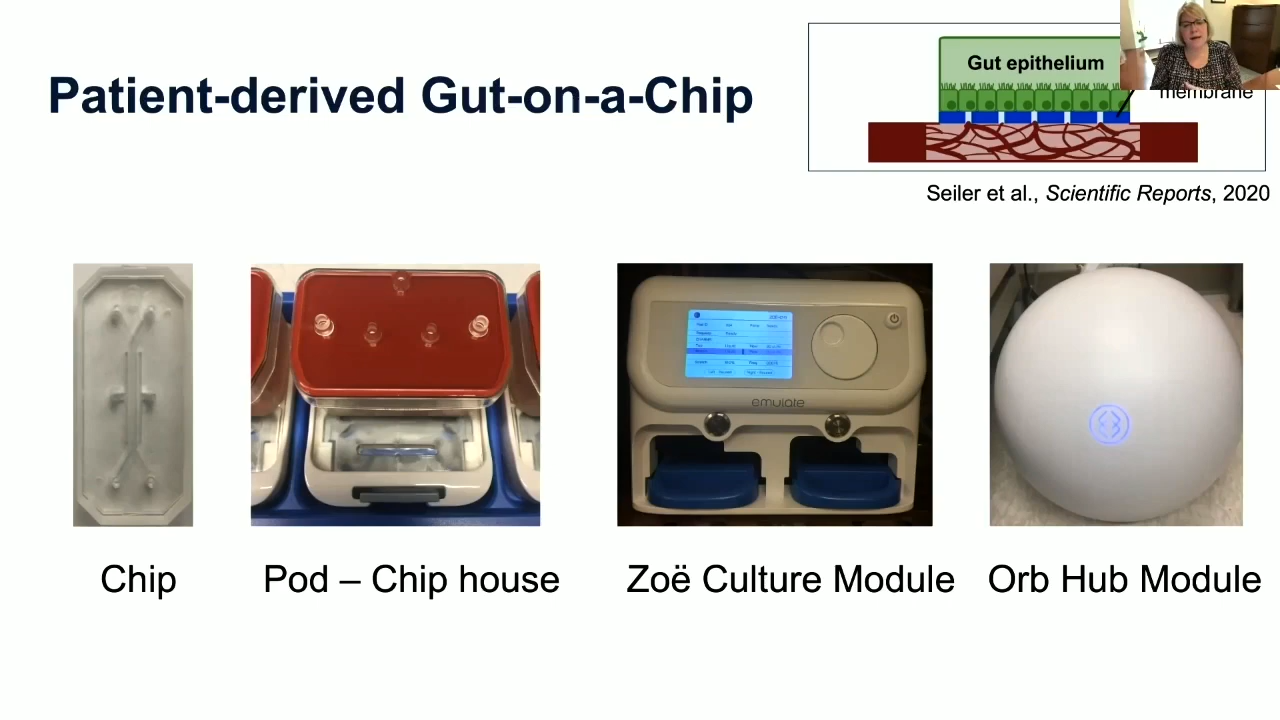 Patient-derived Gut-on-a-Chip
Gut epithelium
membrane
Seiler et al., Scientific Reports, 2020
emulate
Chip
Pod – Chip house
Zoë Culture Module
Orb Hub Module